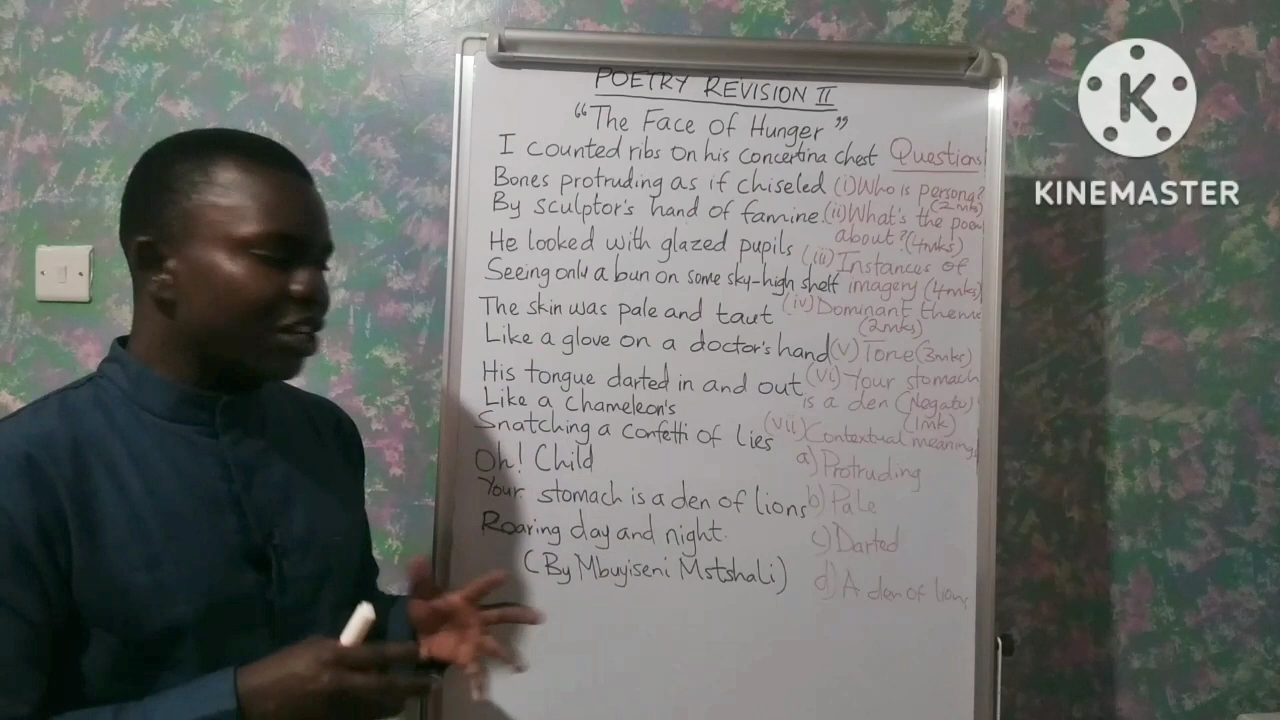 POETRY REVISION II
"The Face of Hunger"
I counted ribs on his concertina chest
Bones protruding as if chiseled
By sculptor's hand of famine.
He looked with glazed pupils
Seeing only a bun on some sky-high shelf
The skin was pale and taut
Like a glove on a doctor's hand
His tongue darted in and out
Like a Chameleon's
Snatching a confetti of lies
Oh! Child
Your stomach is a den of lions
Roaring day and night.
(By Mbuyiseni Mstshali)
Questions
(i) Who is persona?
(2mks)
(ii) What's the poem
about? (4mks)
(iii) Instances of
imagery (4mks)
(iv) Dominant theme
(2mks)
(v) Tone (3mks)
(vi) Your stomach
is a den (Negate)
(1mk)
(vii) Contextual meanings
a) Protruding
b) Pale
c) Darted
d) A den of lions
K
KINEMASTER